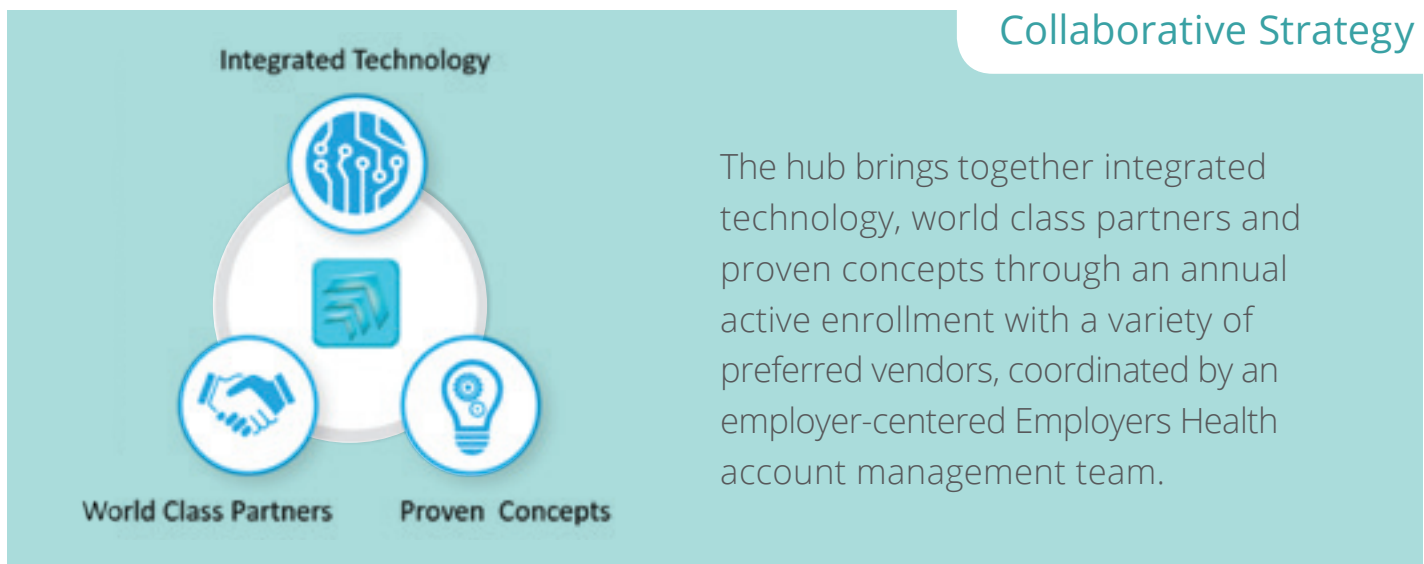 Collaborative Strategy
Integrated Technology
World Class Partners
Proven Concepts
The hub brings together integrated
technology, world class partners and
proven concepts through an annual
active enrollment with a variety of
preferred vendors, coordinated by an
employer-centered Employers Health
account management team.